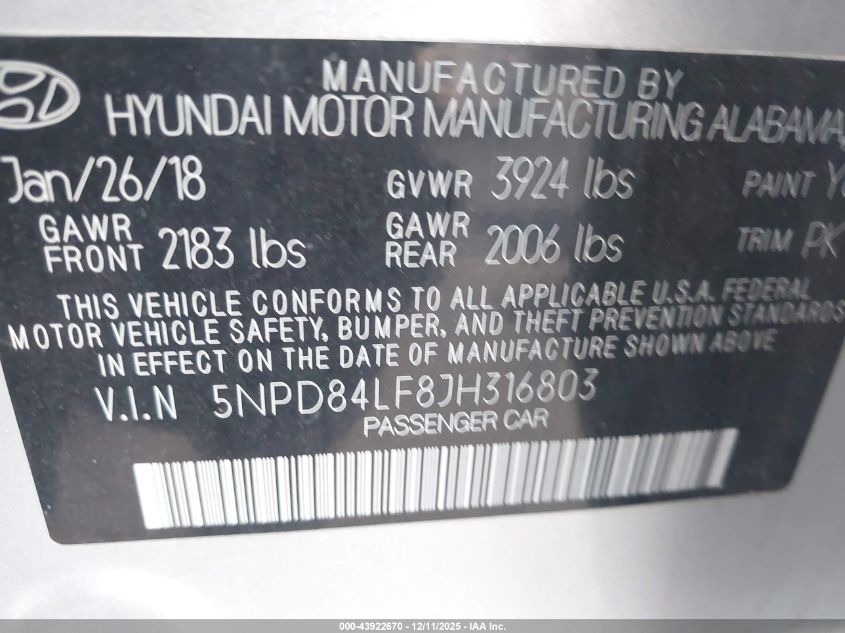 MANUFACTURED BY
HYUNDAI MOTOR MANUFACTURING ALABAMA,
Jan/26/18 GVWR 3924 lbs PAINT
GAWR FRONT 2183 lbs GAWR REAR 2006 lbs TRIM PK
THIS VEHICLE CONFORMS TO ALL APPLICABLE U.S.A. FEDERAL
MOTOR VEHICLE SAFETY, BUMPER, AND THEFT PREVENTION STANDARDS
IN EFFECT ON THE DATE OF MANUFACTURE SHOWN ABOVE
V.I.N 5NPD84LF8JH316803
PASSENGER CAR
000-43922670 - 12/11/2025 - IAA Inc.